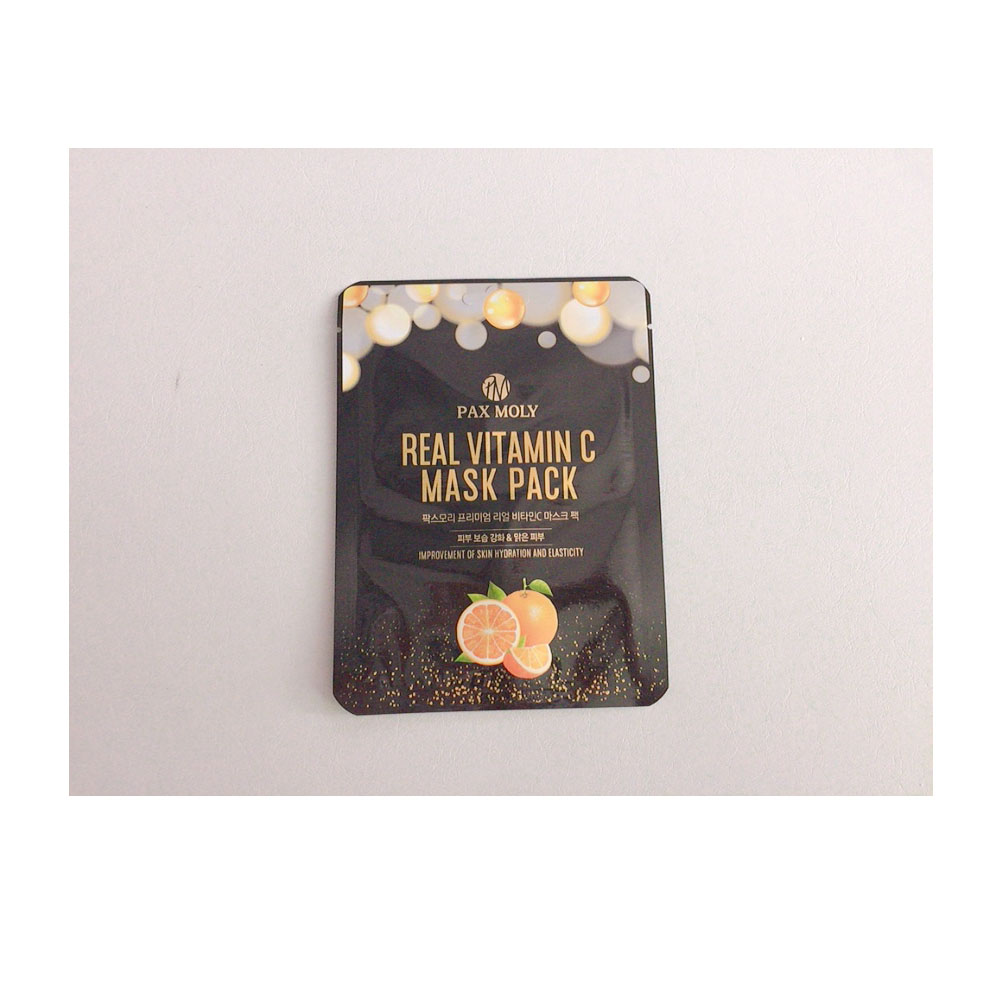 PM
PAX MOLY
REAL VITAMIN C
MASK PACK
팍스모리 프리미엄 리얼 비타민C 마스크 팩
피부 보습 강화 & 맑은 피부
IMPROVEMENT OF SKIN HYDRATION AND ELASTICITY